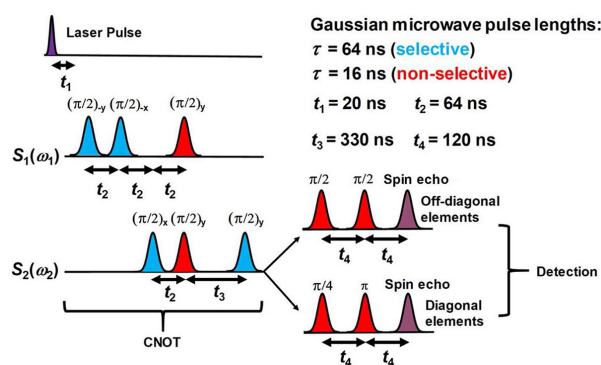 Laser Pulse
t1
Gaussian microwave pulse lengths:
τ = 64 ns (selective)
τ = 16 ns (non-selective)
t1 = 20 ns t2 = 64 ns
t3 = 330 ns t4 = 120 ns
(π/2)-y (π/2)-x (π/2)y
S1(ω1)
t2 t2 t2
(π/2)x (π/2)y (π/2)y
S2(ω2)
t2 t3
CNOT
π/2 π/2 Spin echo
Off-diagonal
elements
t4 t4
π/4 π Spin echo
Diagonal
elements
t4 t4
Detection